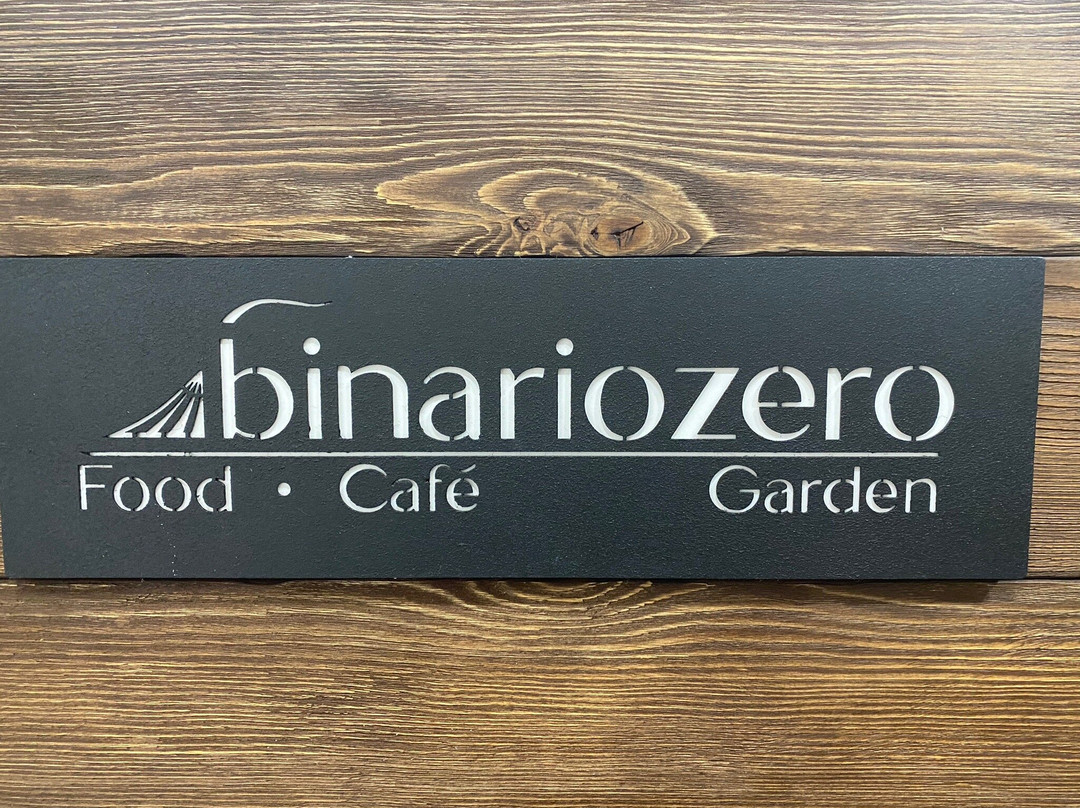 binariozero
Food • Café Garden